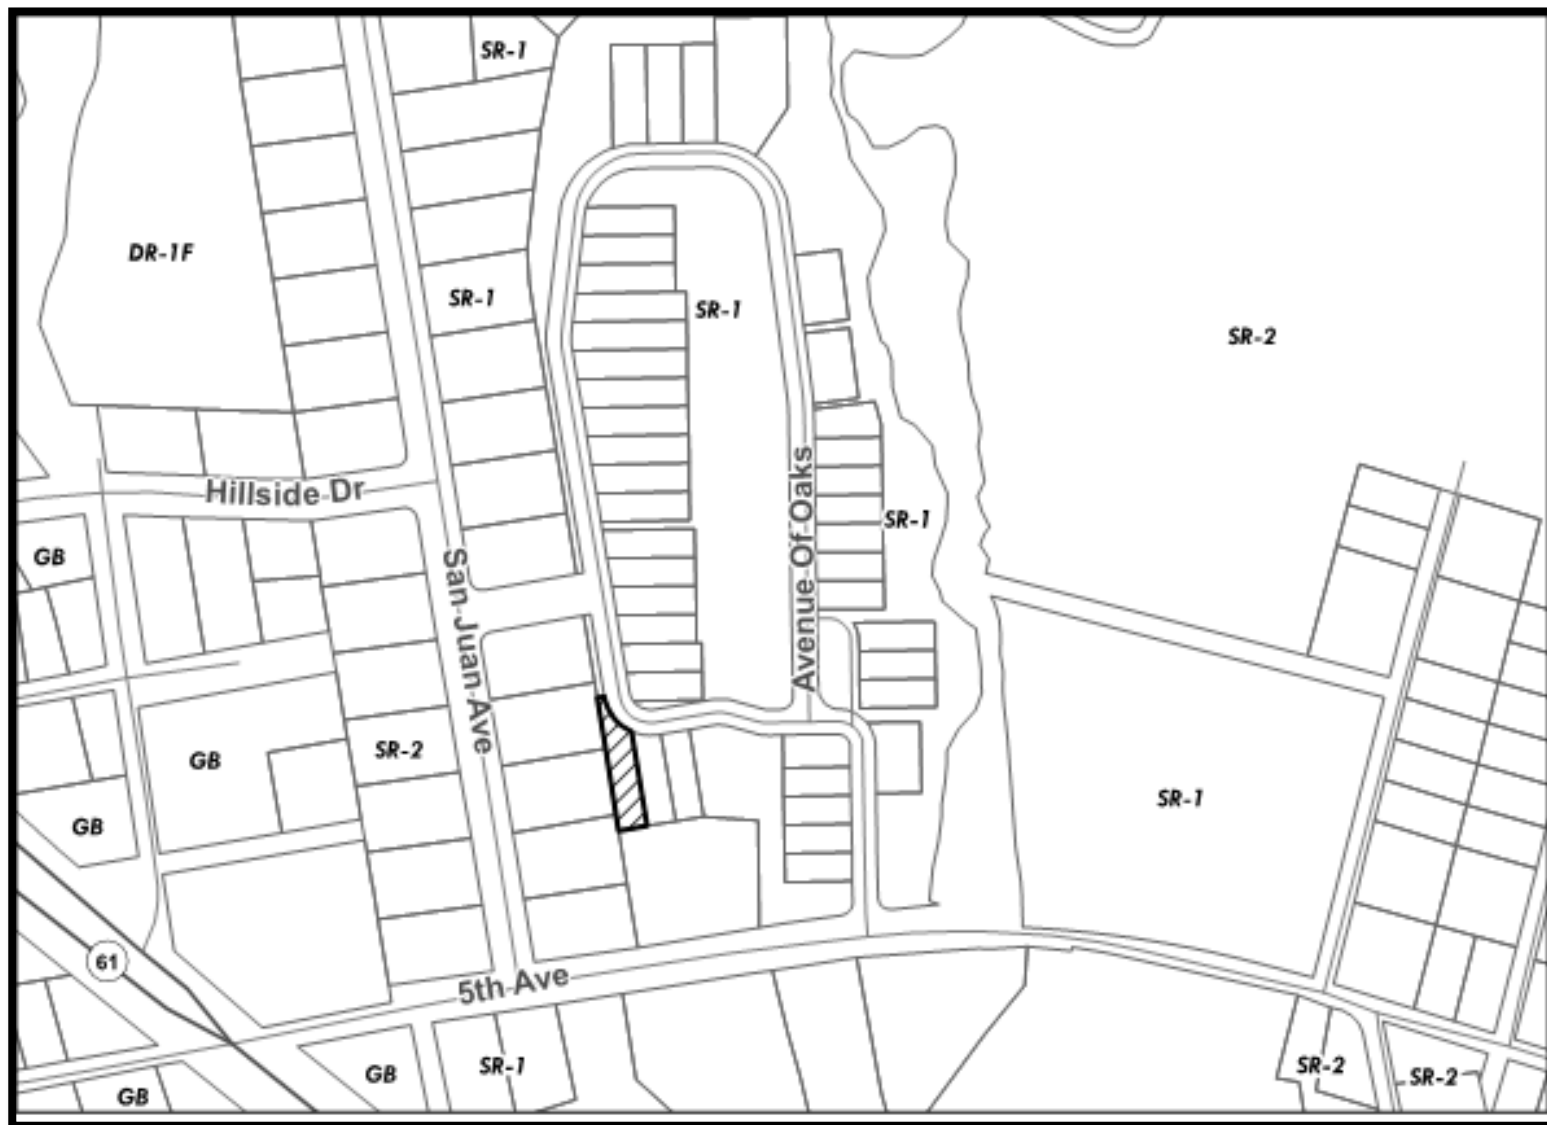 SR-1
DR-1F
SR-1
SR-1
SR-2
Hillside Dr
Avenue Of Oaks
SR-1
GB
San Juan Ave
GB
SR-2
SR-1
GB
61
5th Ave
GB
SR-1
SR-2
SR-2
GB